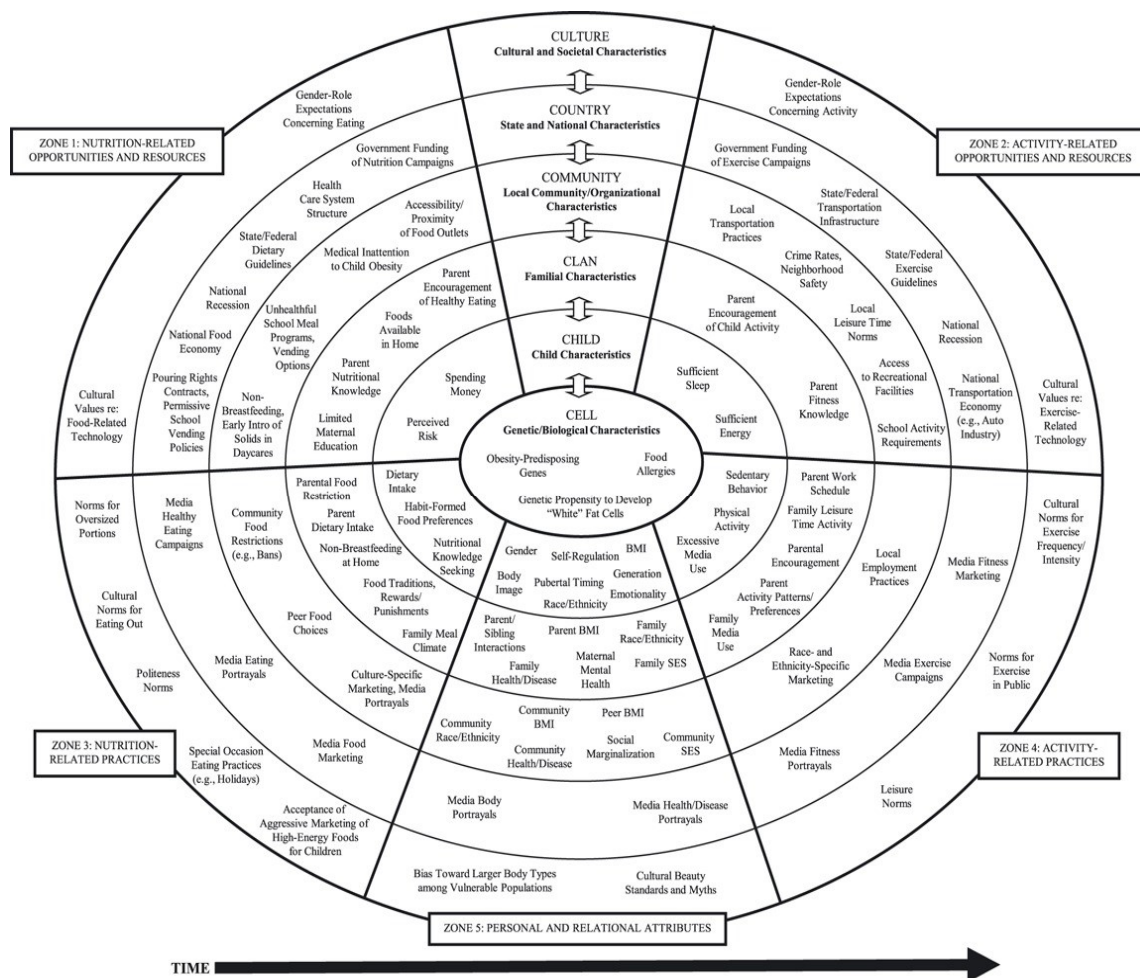 CULTURE
Cultural and Societal Characteristics
COUNTRY
State and National Characteristics
COMMUNITY
Local Community/Organizational
Characteristics
CLAN
Familial Characteristics
CHILD
Child Characteristics
CELL
Genetic/Biological Characteristics
Obesity-Predisposing
Genes
Food
Allergies
Genetic Propensity to Develop
"White" Fat Cells
ZONE 1: NUTRITION-RELATED
OPPORTUNITIES AND RESOURCES
Gender-Role
Expectations
Concerning Eating
Government Funding
of Nutrition Campaigns
Health
Care System
Structure
Accessibility/
Proximity
of Food Outlets
State/Federal
Dietary
Guidelines
Medical Inattention
to Child Obesity
Parent
Encouragement
of Healthy Eating
National
Recession
Unhealthful
School Meal
Programs,
Vending
Options
Foods
Available
in Home
National Food
Economy
Parent
Nutritional
Knowledge
Spending
Money
Cultural
Values re:
Food-Related
Technology
Pouring Rights
Contracts,
Permissive
School
Vending
Policies
Non-
Breastfeeding,
Early Intro of
Solids in
Daycares
Limited
Maternal
Education
Perceived
Risk
ZONE 2: ACTIVITY-RELATED
OPPORTUNITIES AND RESOURCES
Gender-Role
Expectations
Concerning Activity
Government Funding
of Exercise Campaigns
State/Federal
Transportation
Infrastructure
Local
Transportation
Practices
Crime Rates,
Neighborhood
Safety
State/Federal
Exercise
Guidelines
Parent
Encouragement
of Child Activity
Local
Leisure Time
Norms
National
Recession
Sufficient
Sleep
Parent
Fitness
Knowledge
Access
to Recreational
Facilities
National
Transportation
Economy
(e.g., Auto
Industry)
Cultural
Values re:
Exercise-
Related
Technology
Sufficient
Energy
School Activity
Requirements
ZONE 3: NUTRITION-
RELATED PRACTICES
Norms for
Oversized
Portions
Media
Healthy
Eating
Campaigns
Community
Food
Restrictions
(e.g., Bans)
Parental Food
Restriction
Parent
Dietary Intake
Non-Breastfeeding
at Home
Dietary
Intake
Habit-Formed
Food Preferences
Nutritional
Knowledge
Seeking
Food Traditions,
Rewards/
Punishments
Cultural
Norms for
Eating Out
Peer Food
Choices
Family Meal
Climate
Politeness
Norms
Media Eating
Portrayals
Culture-Specific
Marketing, Media
Portrayals
Special Occasion
Eating Practices
(e.g., Holidays)
Media Food
Marketing
Acceptance of
Aggressive Marketing of
High-Energy Foods
for Children
ZONE 4: ACTIVITY-
RELATED PRACTICES
Sedentary
Behavior
Physical
Activity
Excessive
Media
Use
Parent Work
Schedule
Family Leisure
Time Activity
Parental
Encouragement
Parent
Activity Patterns/
Preferences
Family
Media
Use
Local
Employment
Practices
Media Fitness
Marketing
Cultural
Norms for
Exercise
Frequency/
Intensity
Race- and
Ethnicity-Specific
Marketing
Media Exercise
Campaigns
Norms for
Exercise
in Public
Media Fitness
Portrayals
Leisure
Norms
ZONE 5: PERSONAL AND RELATIONAL ATTRIBUTES
Gender
Self-Regulation
BMI
Body
Image
Pubertal Timing
Generation
Race/Ethnicity
Emotionality
Parent/
Sibling
Interactions
Parent BMI
Family
Race/Ethnicity
Family
Health/Disease
Maternal
Mental
Health
Family SES
Community
Race/Ethnicity
Community
BMI
Peer BMI
Community
Health/Disease
Social
Marginalization
Community
SES
Media Body
Portrayals
Media Health/Disease
Portrayals
Bias Toward Larger Body Types
among Vulnerable Populations
Cultural Beauty
Standards and Myths
TIME